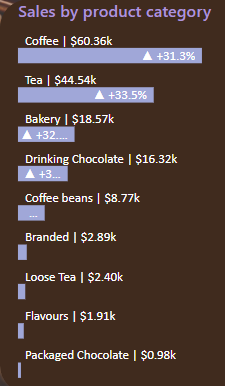 Sales by product category
Coffee | $60.36k
▲ +31.3%
Tea | $44.54k
▲ +33.5%
Bakery | $18.57k
▲ +32....
Drinking Chocolate | $16.32k
▲ +3...
Coffee beans | $8.77k
...
Branded | $2.89k
Loose Tea | $2.40k
Flavours | $1.91k
Packaged Chocolate | $0.98k